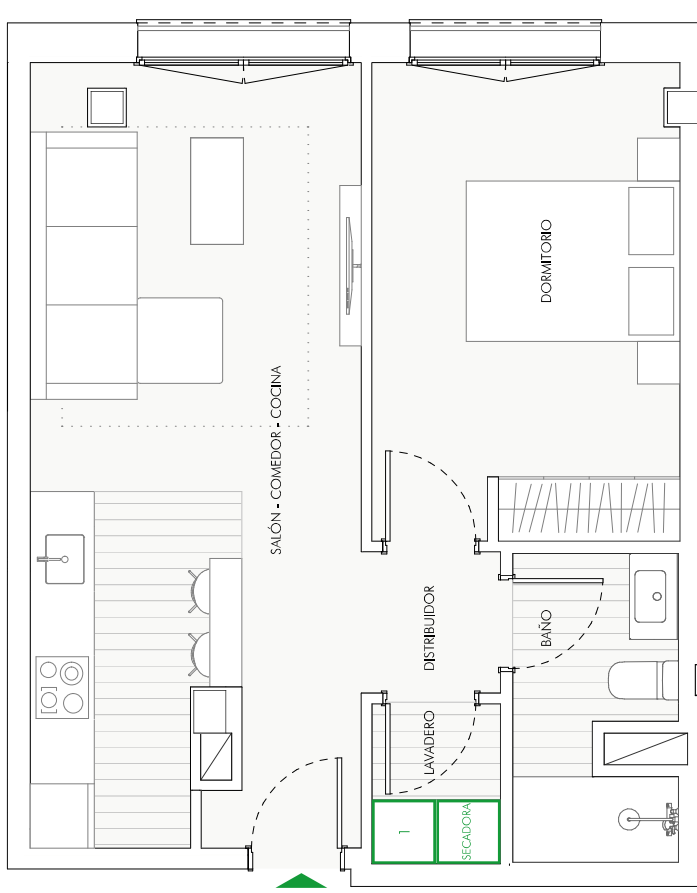 DORMITORIO
SALÓN - COMEDOR - COCINA
DISTRIBUIDOR
BAÑO
LAVADERO
1
SECADORA